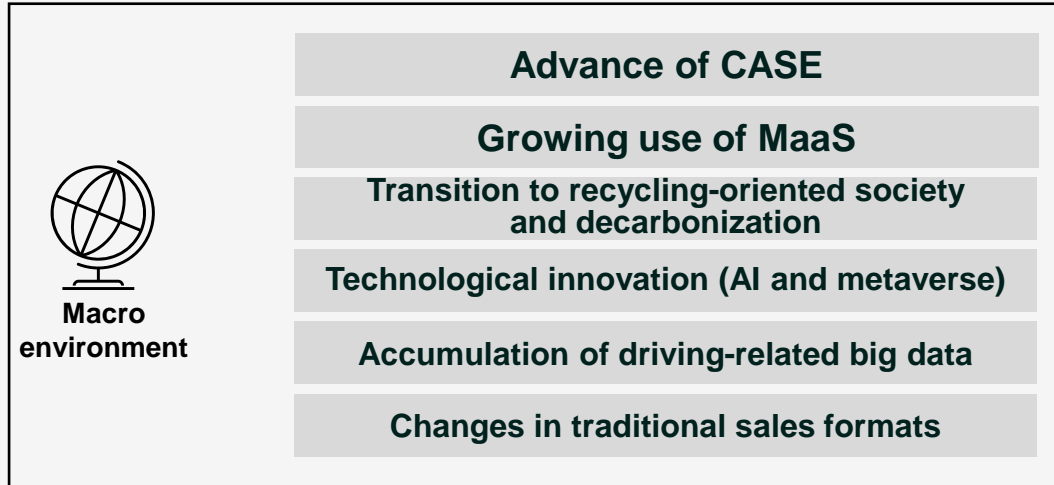 Advance of CASE
Growing use of MaaS
Transition to recycling-oriented society
and decarbonization
Technological innovation (AI and metaverse)
Macro
environment
Accumulation of driving-related big data
Changes in traditional sales formats